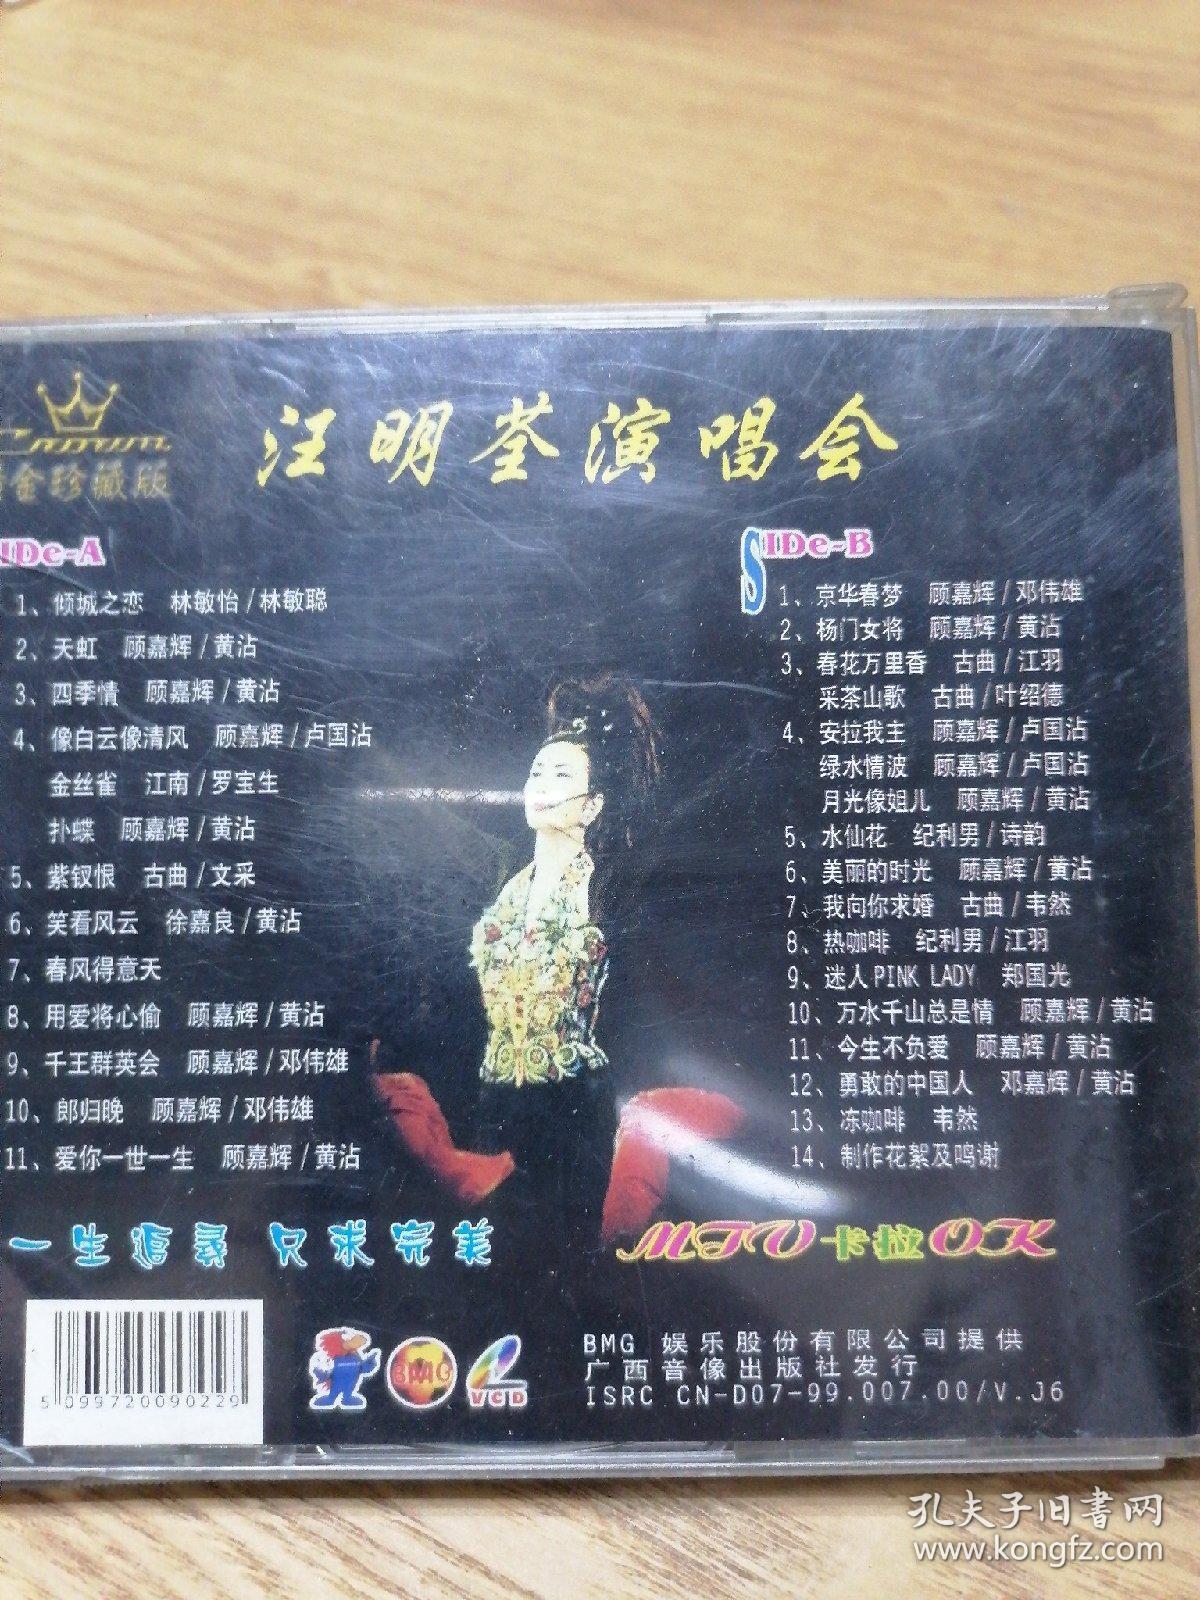 Crown
金珍藏版
汪明荃演唱会
IDe-A
1、倾城之恋 林敏怡/林敏聪
2、天虹 顾嘉辉/黄沾
3、四季情 顾嘉辉/黄沾
4、像白云像清风 顾嘉辉/卢国沾
金丝雀 江南/罗宝生
扑蝶 顾嘉辉/黄沾
5、紫钗恨 古曲/文采
6、笑看风云 徐嘉良/黄沾
7、春风得意天
8、用爱将心偷 顾嘉辉/黄沾
9、千王群英会 顾嘉辉/邓伟雄
10、郎归晚 顾嘉辉/邓伟雄
11、爱你一世一生 顾嘉辉/黄沾
SIDe-B
1、京华春梦 顾嘉辉/邓伟雄
2、杨门女将 顾嘉辉/黄沾
3、春花万里香 古曲/江羽
采茶山歌 古曲/叶绍德
4、安拉我主 顾嘉辉/卢国沾
绿水情波 顾嘉辉/卢国沾
月光像姐儿 顾嘉辉/黄沾
5、水仙花 纪利男/诗韵
6、美丽的时光 顾嘉辉/黄沾
7、我向你求婚 古曲/韦然
8、热咖啡 纪利男/江羽
9、迷人PINK LADY 郑国光
10、万水千山总是情 顾嘉辉/黄沾
11、今生不负爱 顾嘉辉/黄沾
12、勇敢的中国人 邓嘉辉/黄沾
13、冻咖啡 韦然
14、制作花絮及鸣谢
一生追寻 只求完美
MTV卡拉OK
5 099720 090229
BMG
VCD
BMG 娱乐股份有限公司提供
广西音像出版社发行
ISRC CN-D07-99.007.00/V.J6
孔夫子旧书网
www.kongfz.com